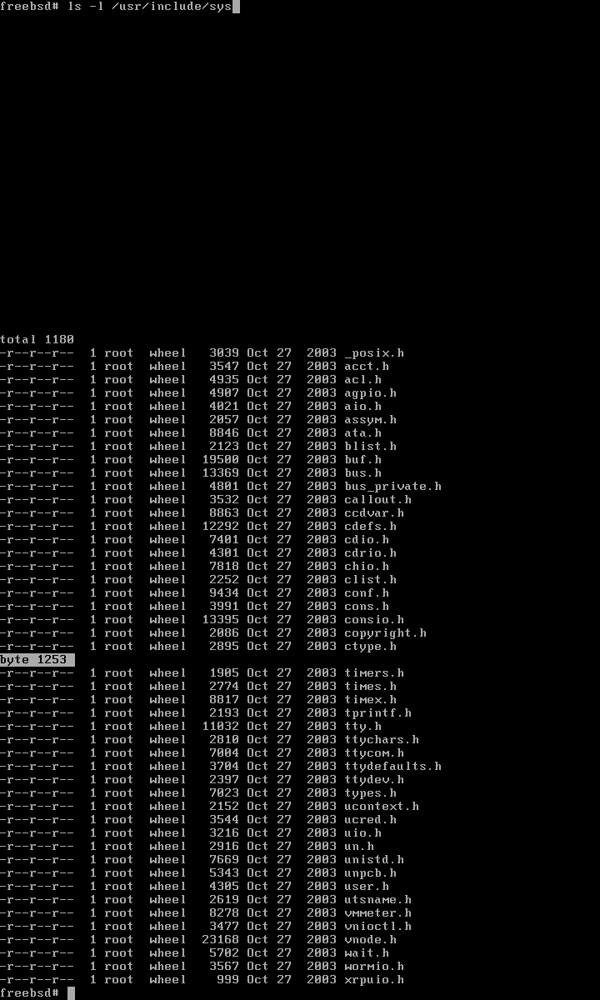 freebsd# ls -l /usr/include/sys
total 1180
-r--r--r--  1 root  wheel   3039 Oct 27  2003 _posix.h
-r--r--r--  1 root  wheel   3547 Oct 27  2003 acct.h
-r--r--r--  1 root  wheel   4935 Oct 27  2003 acl.h
-r--r--r--  1 root  wheel   4907 Oct 27  2003 agpio.h
-r--r--r--  1 root  wheel   4021 Oct 27  2003 aio.h
-r--r--r--  1 root  wheel   2057 Oct 27  2003 assym.h
-r--r--r--  1 root  wheel   8846 Oct 27  2003 ata.h
-r--r--r--  1 root  wheel   2123 Oct 27  2003 blist.h
-r--r--r--  1 root  wheel  19500 Oct 27  2003 buf.h
-r--r--r--  1 root  wheel  13369 Oct 27  2003 bus.h
-r--r--r--  1 root  wheel   4801 Oct 27  2003 bus_private.h
-r--r--r--  1 root  wheel   3532 Oct 27  2003 callout.h
-r--r--r--  1 root  wheel   8863 Oct 27  2003 ccdvar.h
-r--r--r--  1 root  wheel  12292 Oct 27  2003 cdefs.h
-r--r--r--  1 root  wheel   7401 Oct 27  2003 cdio.h
-r--r--r--  1 root  wheel   4301 Oct 27  2003 cdrio.h
-r--r--r--  1 root  wheel   7818 Oct 27  2003 chio.h
-r--r--r--  1 root  wheel   2252 Oct 27  2003 clist.h
-r--r--r--  1 root  wheel   9434 Oct 27  2003 conf.h
-r--r--r--  1 root  wheel   3991 Oct 27  2003 cons.h
-r--r--r--  1 root  wheel  13395 Oct 27  2003 consio.h
-r--r--r--  1 root  wheel   2086 Oct 27  2003 copyright.h
-r--r--r--  1 root  wheel   2895 Oct 27  2003 ctype.h
byte 1253
-r--r--r--  1 root  wheel   1905 Oct 27  2003 timers.h
-r--r--r--  1 root  wheel   2774 Oct 27  2003 times.h
-r--r--r--  1 root  wheel   8817 Oct 27  2003 timex.h
-r--r--r--  1 root  wheel   2193 Oct 27  2003 tprintf.h
-r--r--r--  1 root  wheel  11032 Oct 27  2003 tty.h
-r--r--r--  1 root  wheel   2810 Oct 27  2003 ttychars.h
-r--r--r--  1 root  wheel   7004 Oct 27  2003 ttycom.h
-r--r--r--  1 root  wheel   3704 Oct 27  2003 ttydefaults.h
-r--r--r--  1 root  wheel   2397 Oct 27  2003 ttydev.h
-r--r--r--  1 root  wheel   7023 Oct 27  2003 types.h
-r--r--r--  1 root  wheel   2152 Oct 27  2003 ucontext.h
-r--r--r--  1 root  wheel   3544 Oct 27  2003 ucred.h
-r--r--r--  1 root  wheel   3216 Oct 27  2003 uio.h
-r--r--r--  1 root  wheel   2916 Oct 27  2003 un.h
-r--r--r--  1 root  wheel   7669 Oct 27  2003 unistd.h
-r--r--r--  1 root  wheel   5343 Oct 27  2003 unpcb.h
-r--r--r--  1 root  wheel   4305 Oct 27  2003 user.h
-r--r--r--  1 root  wheel   2619 Oct 27  2003 utsname.h
-r--r--r--  1 root  wheel   8278 Oct 27  2003 vmmeter.h
-r--r--r--  1 root  wheel   3477 Oct 27  2003 vnioctl.h
-r--r--r--  1 root  wheel  23168 Oct 27  2003 vnode.h
-r--r--r--  1 root  wheel   5702 Oct 27  2003 wait.h
-r--r--r--  1 root  wheel   3567 Oct 27  2003 wormio.h
-r--r--r--  1 root  wheel    999 Oct 27  2003 xrpuio.h
freebsd#